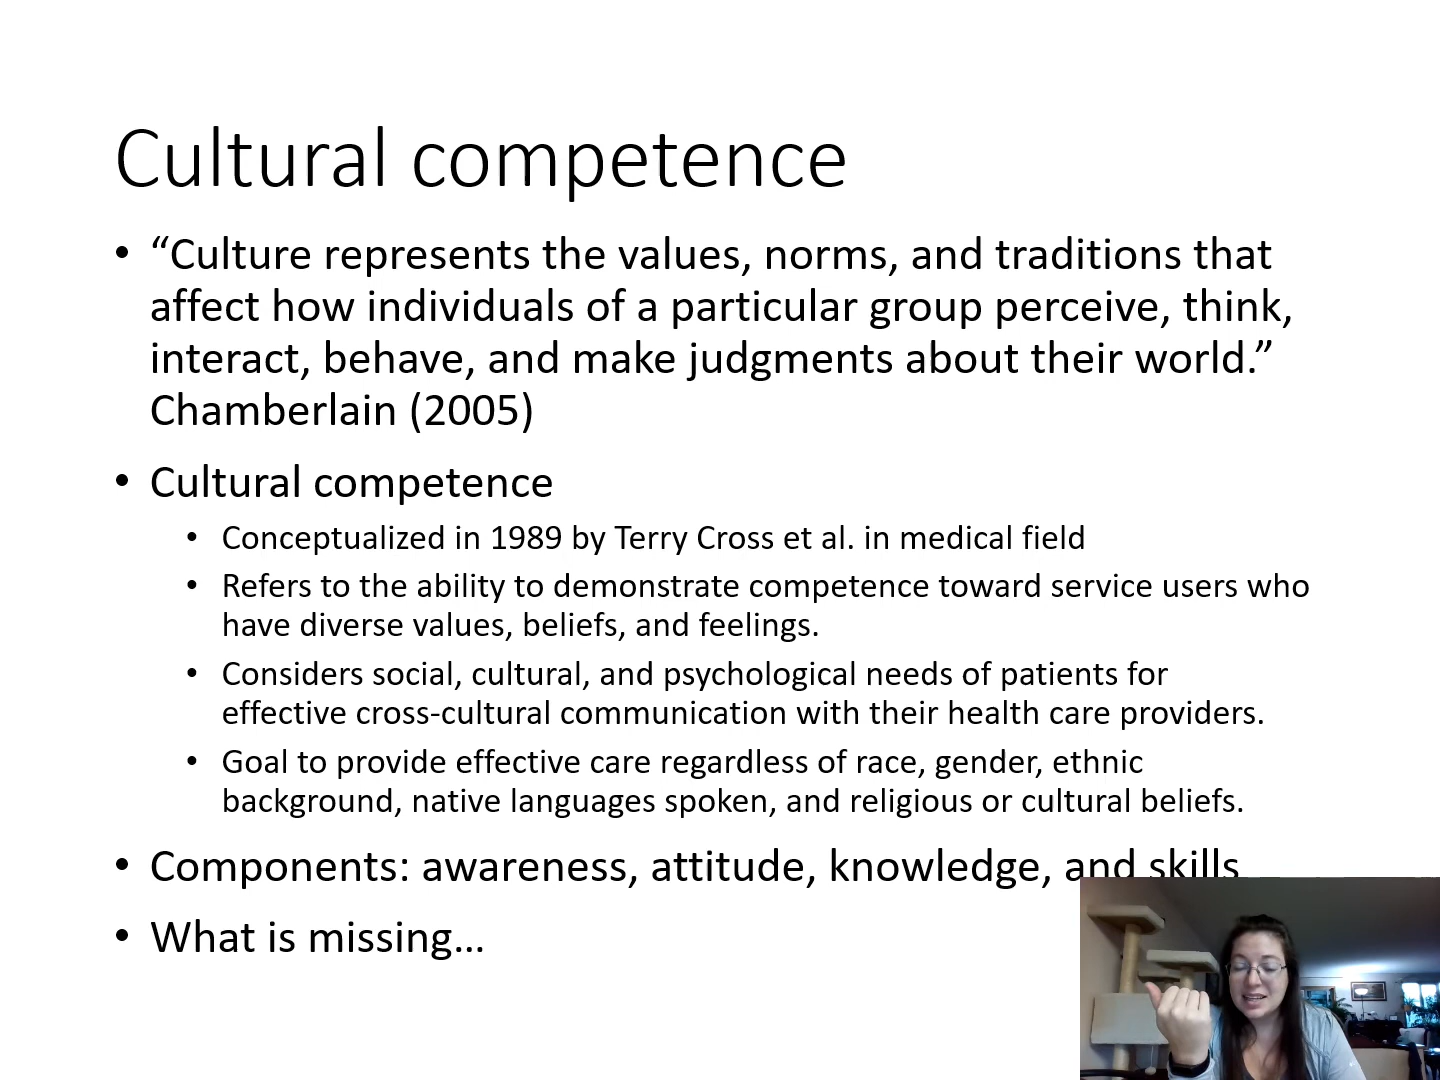 Cultural competence
• “Culture represents the values, norms, and traditions that
affect how individuals of a particular group perceive, think,
interact, behave, and make judgments about their world.”
Chamberlain (2005)
• Cultural competence
• Conceptualized in 1989 by Terry Cross et al. in medical field
• Refers to the ability to demonstrate competence toward service users who
have diverse values, beliefs, and feelings.
• Considers social, cultural, and psychological needs of patients for
effective cross-cultural communication with their health care providers.
• Goal to provide effective care regardless of race, gender, ethnic
background, native languages spoken, and religious or cultural beliefs.
• Components: awareness, attitude, knowledge, and skills
• What is missing…